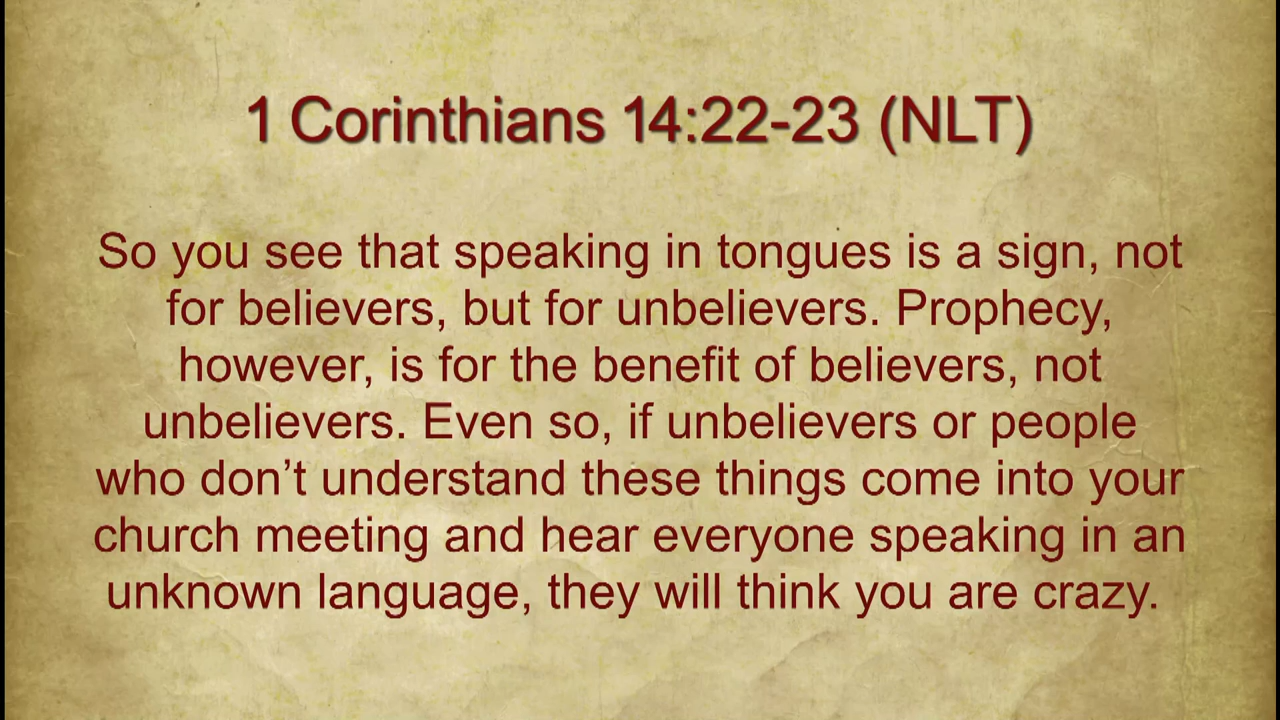 1 Corinthians 14:22-23 (NLT)
So you see that speaking in tongues is a sign, not
for believers, but for unbelievers. Prophecy,
however, is for the benefit of believers, not
unbelievers. Even so, if unbelievers or people
who don’t understand these things come into your
church meeting and hear everyone speaking in an
unknown language, they will think you are crazy.